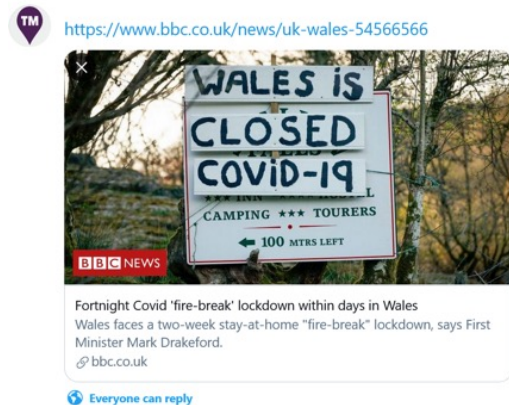 TM
https://www.bbc.co.uk/news/uk-wales-54566566
WALES iS
CLOSED
COViD-19
CAMPING ★★★ TOURERS
← 100 MTRS LEFT
BBC NEWS
Fortnight Covid 'fire-break' lockdown within days in Wales
Wales faces a two-week stay-at-home "fire-break" lockdown, says First
Minister Mark Drakeford.
bbc.co.uk
Everyone can reply